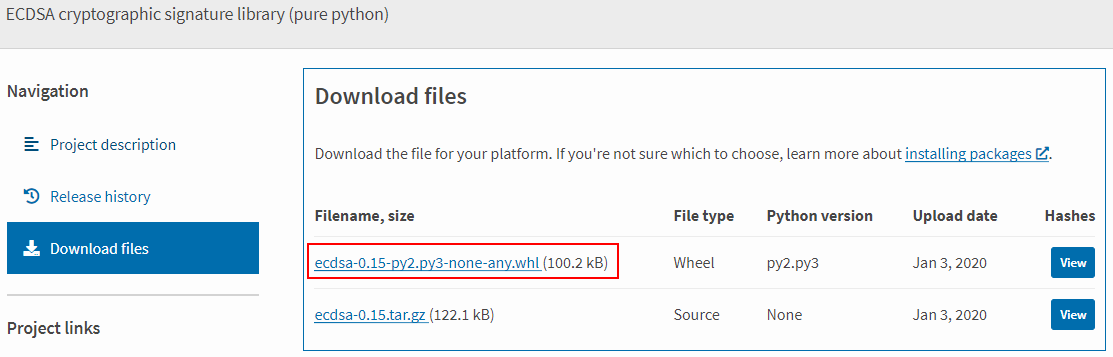 ECDSA cryptographic signature library (pure python)
Navigation
Project description
Release history
Download files
Project links
Download files
Download the file for your platform. If you're not sure which to choose, learn more about installing packages.
Filename, size File type Python version Upload date Hashes
ecdsa-0.15-py2.py3-none-any.whl (100.2 kB) Wheel py2.py3 Jan 3, 2020 View
ecdsa-0.15.tar.gz (122.1 kB) Source None Jan 3, 2020 View